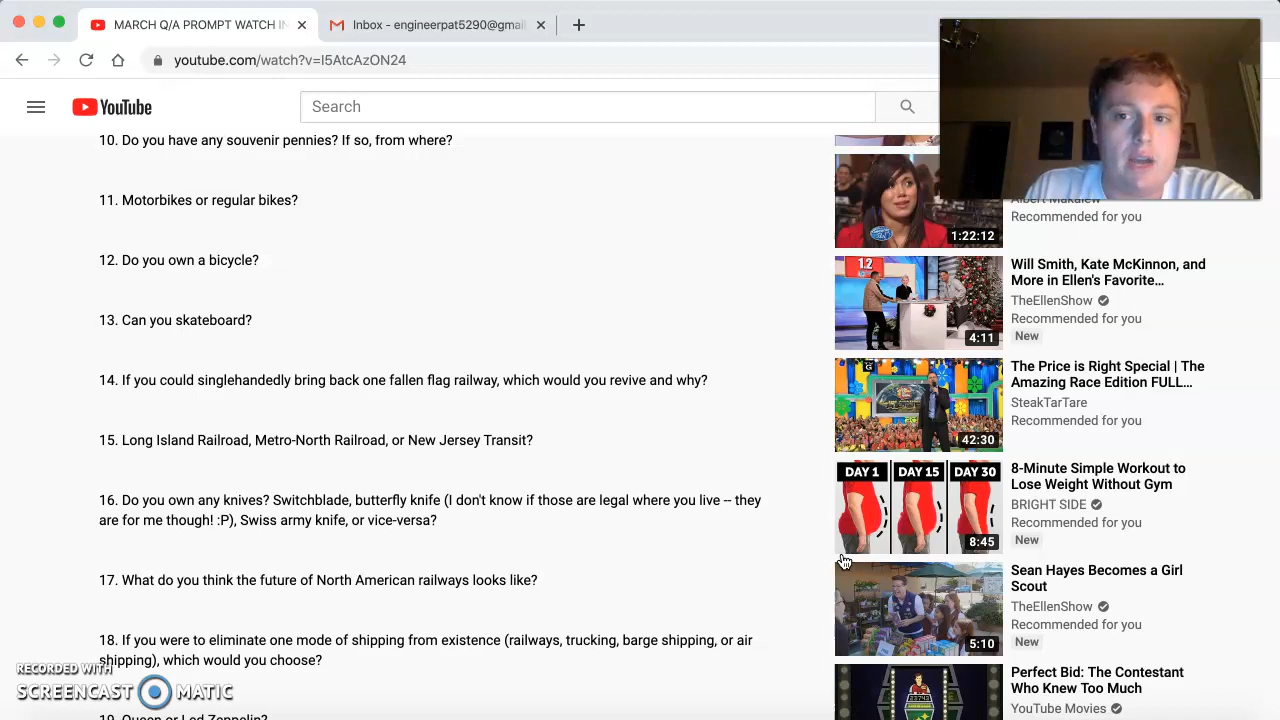 MARCH Q/A PROMPT WATCH IN
Inbox - engineerpat5290@gmai
youtube.com/watch?v=I5AtcAzON24
YouTube
Search
10. Do you have any souvenir pennies? If so, from where?
11. Motorbikes or regular bikes?
12. Do you own a bicycle?
13. Can you skateboard?
14. If you could singlehandedly bring back one fallen flag railway, which would you revive and why?
15. Long Island Railroad, Metro-North Railroad, or New Jersey Transit?
16. Do you own any knives? Switchblade, butterfly knife (I don't know if those are legal where you live -- they
are for me though! :P), Swiss army knife, or vice-versa?
17. What do you think the future of North American railways looks like?
18. If you were to eliminate one mode of shipping from existence (railways, trucking, barge shipping, or air
shipping), which would you choose?
19. Queen or Led Zeppelin?
RECORDED WITH
SCREENCAST MATIC
1:22:12
Albert Makalew
Recommended for you
12
4:11
Will Smith, Kate McKinnon, and
More in Ellen's Favorite...
TheEllenShow
Recommended for you
New
42:30
The Price is Right Special | The
Amazing Race Edition FULL...
SteakTarTare
Recommended for you
DAY 1 DAY 15 DAY 30
8:45
8-Minute Simple Workout to
Lose Weight Without Gym
BRIGHT SIDE
Recommended for you
New
5:10
Sean Hayes Becomes a Girl
Scout
TheEllenShow
Recommended for you
New
Perfect Bid: The Contestant
Who Knew Too Much
YouTube Movies